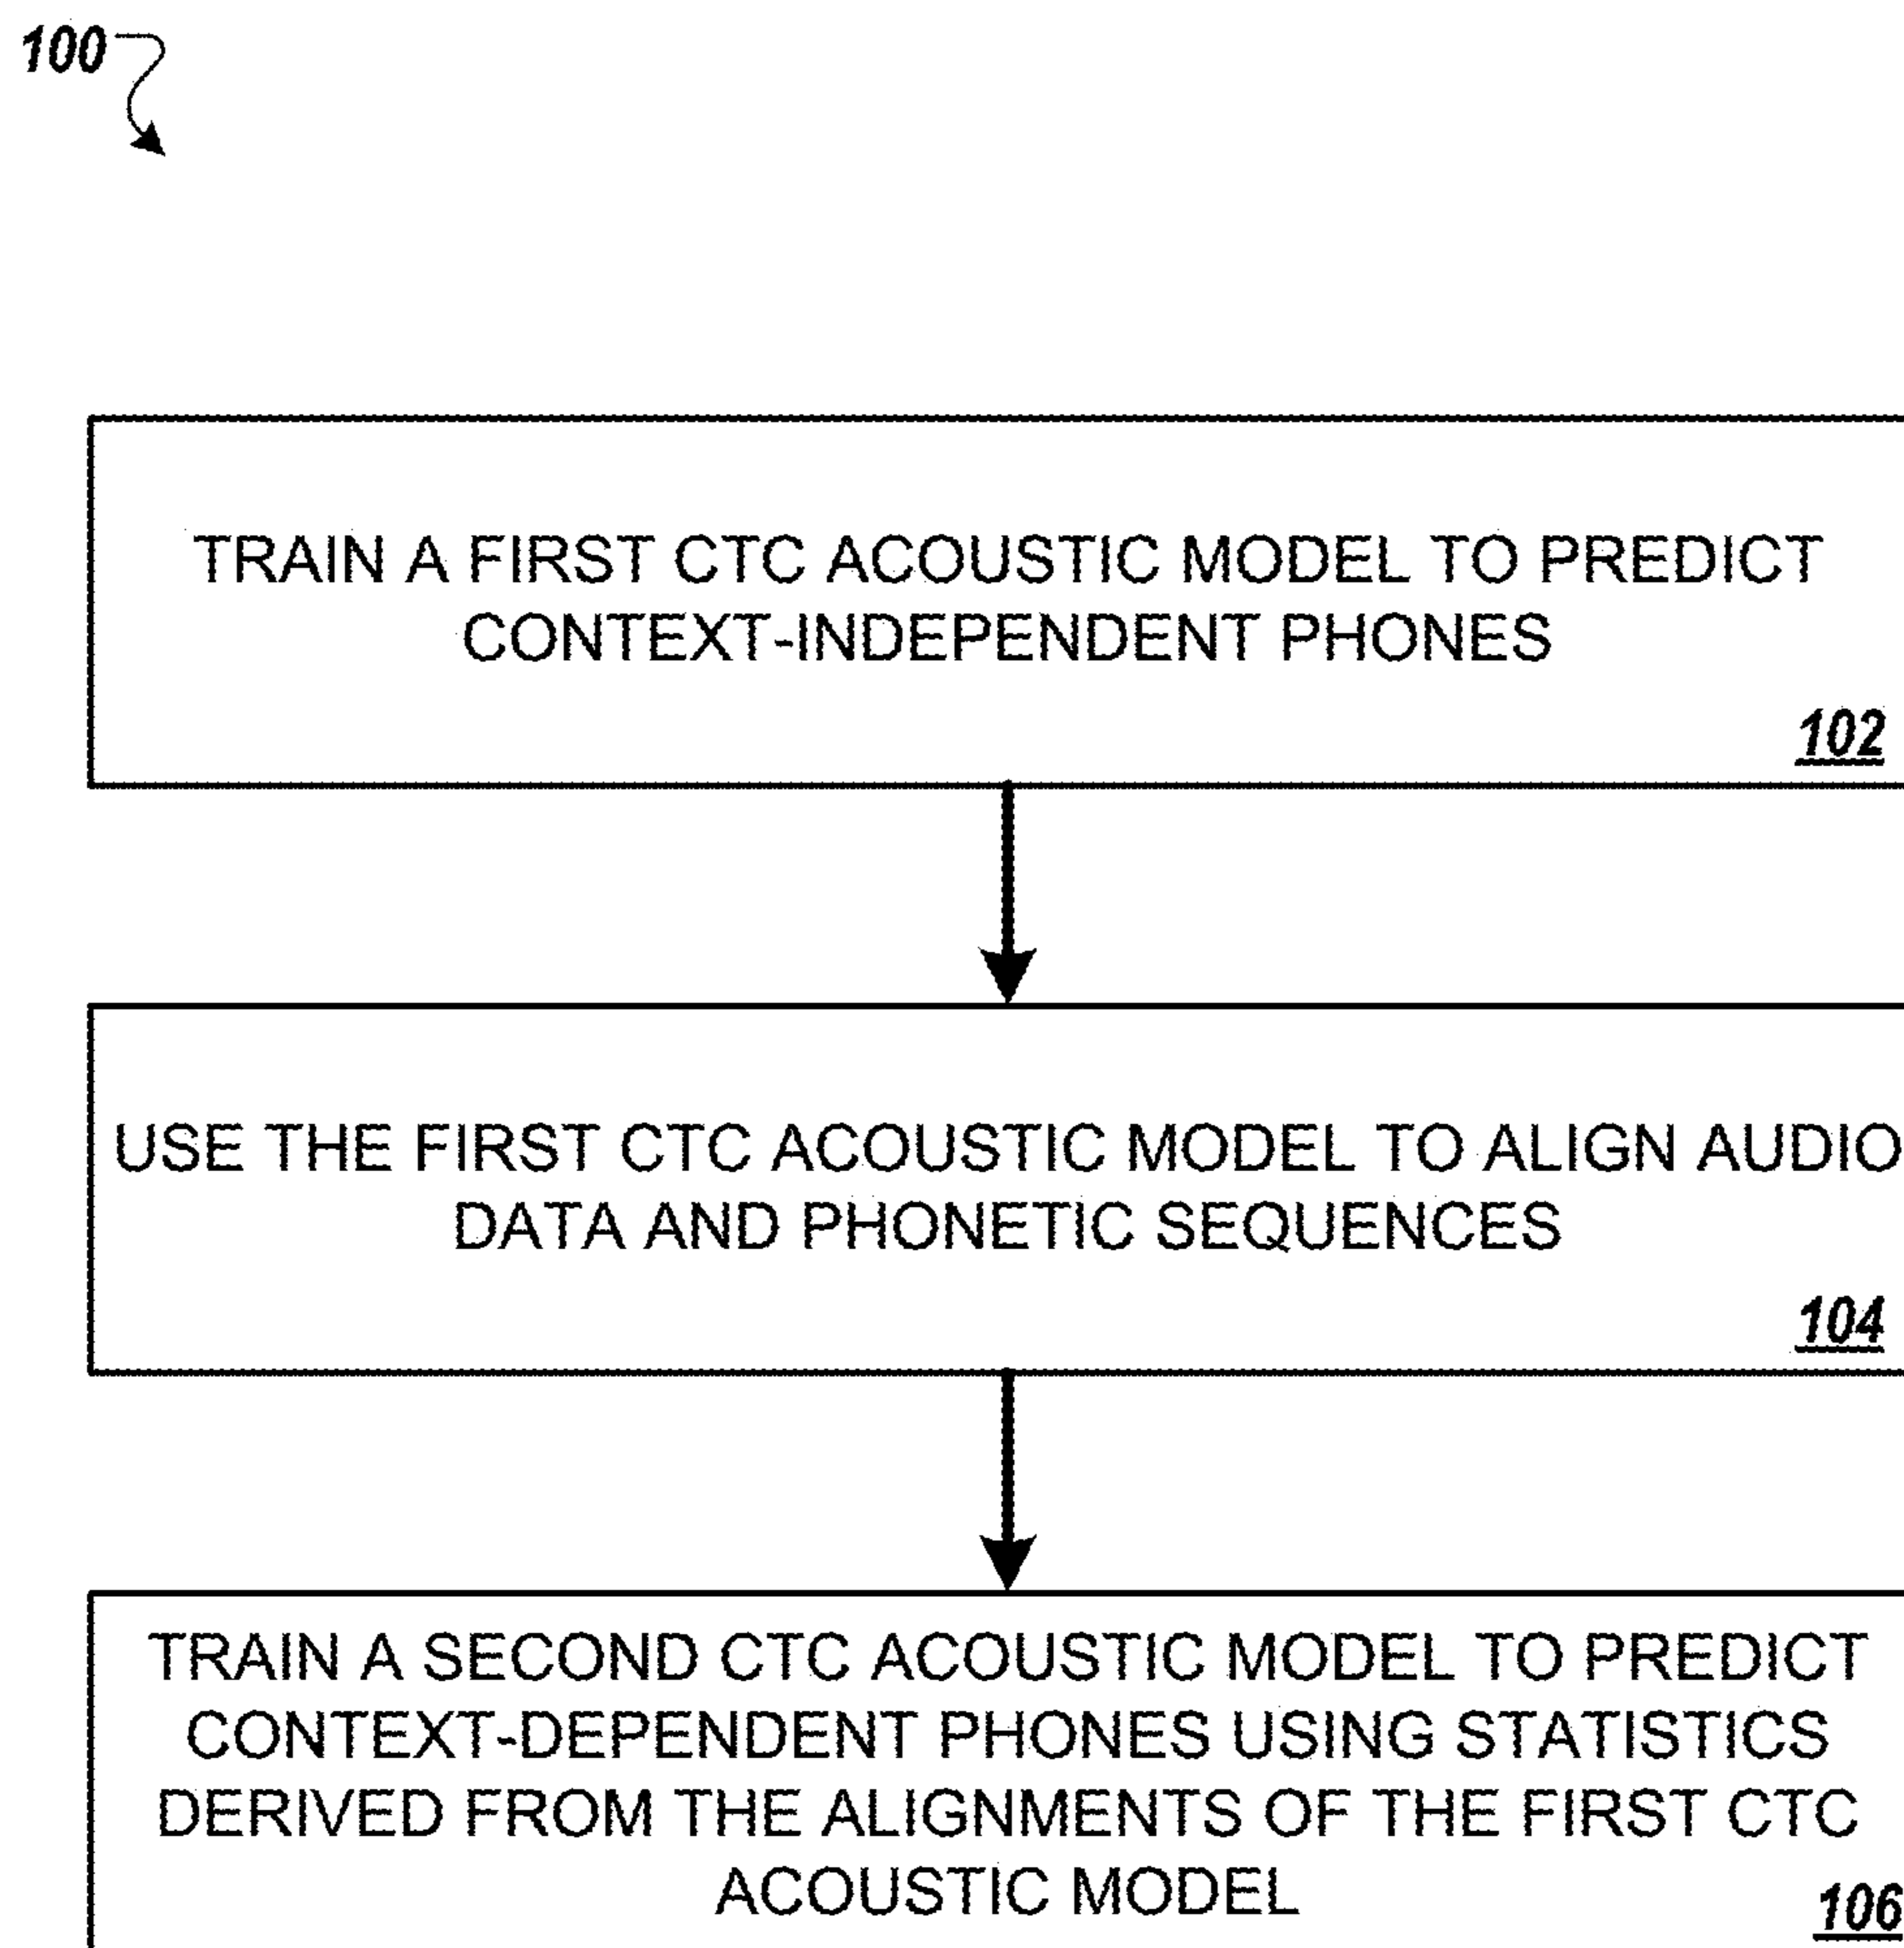 100
TRAIN A FIRST CTC ACOUSTIC MODEL TO PREDICT
CONTEXT-INDEPENDENT PHONES
102
USE THE FIRST CTC ACOUSTIC MODEL TO ALIGN AUDIO
DATA AND PHONETIC SEQUENCES
104
TRAIN A SECOND CTC ACOUSTIC MODEL TO PREDICT
CONTEXT-DEPENDENT PHONES USING STATISTICS
DERIVED FROM THE ALIGNMENTS OF THE FIRST CTC
ACOUSTIC MODEL
106